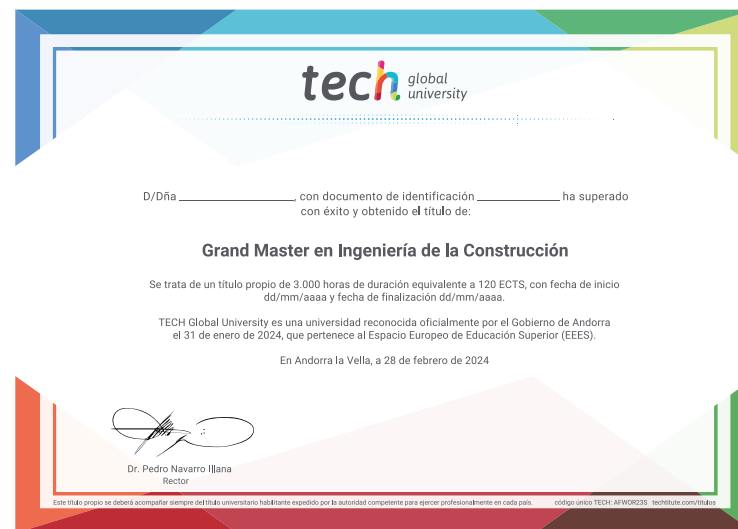 tech global university
D/Dña ____________, con documento de identificación ____________ ha superado
con éxito y obtenido el título de:
Grand Master en Ingeniería de la Construcción
Se trata de un título propio de 3.000 horas de duración equivalente a 120 ECTS, con fecha de inicio
dd/mm/aaaa y fecha de finalización dd/mm/aaaa.
TECH Global University es una universidad reconocida oficialmente por el Gobierno de Andorra
el 31 de enero de 2024, que pertenece al Espacio Europeo de Educación Superior (EEES).
En Andorra la Vella, a 28 de febrero de 2024
Dr. Pedro Navarro Illana
Rector
Este título propio se deberá acompañar siempre del título universitario habilitante expedido por la autoridad competente para ejercer profesionalmente en cada país. código único TECH: AFWOR23S techtitute.com/titulos